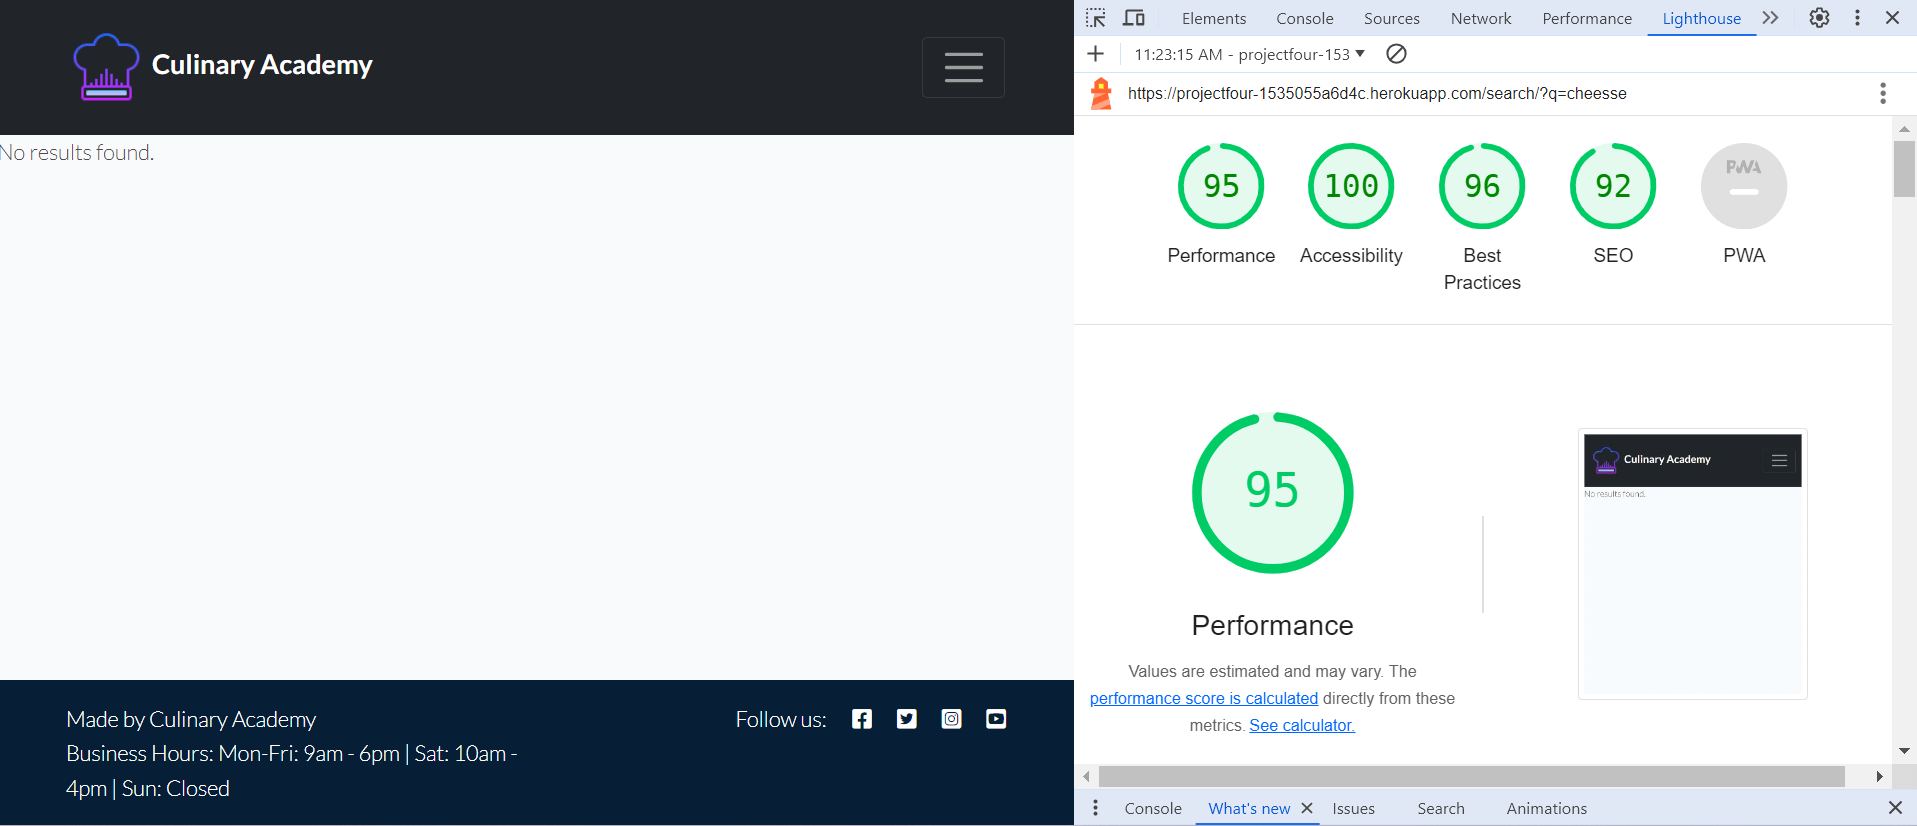 Culinary Academy
No results found.
Made by Culinary Academy
Business Hours: Mon-Fri: 9am - 6pm | Sat: 10am -
4pm | Sun: Closed
Follow us:
Elements Console Sources Network Performance Lighthouse
11:23:15 AM - projectfour-153
https://projectfour-1535055a6d4c.herokuapp.com/search/?q=cheesse
95 100 96 92 PWA
Performance Accessibility Best Practices SEO PWA
95
Performance
Values are estimated and may vary. The
performance score is calculated directly from these
metrics. See calculator.
Culinary Academy
No results found.
Console What's new Issues Search Animations